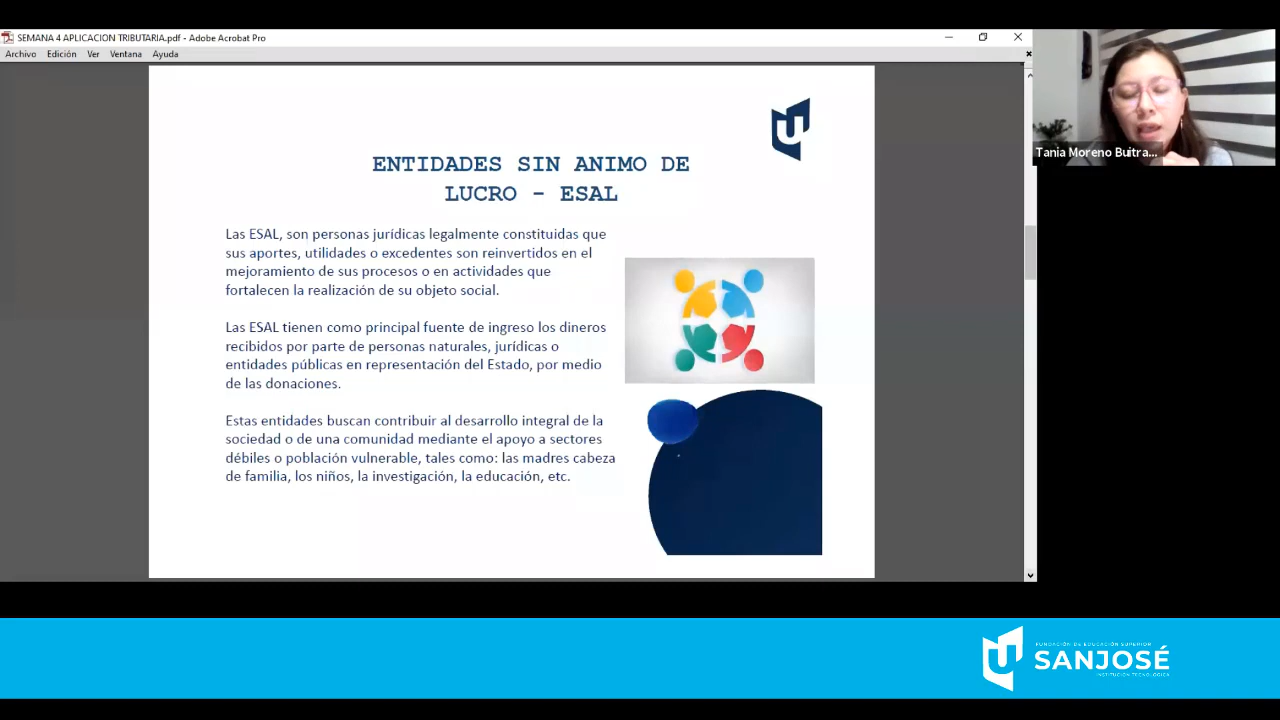 SEMANA 4 APLICACION TRIBUTARIA.pdf - Adobe Acrobat Pro
Archivo Edición Ver Ventana Ayuda
ENTIDADES SIN ANIMO DE
LUCRO - ESAL
Las ESAL, son personas jurídicas legalmente constituidas que
sus aportes, utilidades o excedentes son reinvertidos en el
mejoramiento de sus procesos o en actividades que
fortalecen la realización de su objeto social.
Las ESAL tienen como principal fuente de ingreso los dineros
recibidos por parte de personas naturales, jurídicas o
entidades públicas en representación del Estado, por medio
de las donaciones.
Estas entidades buscan contribuir al desarrollo integral de la
sociedad o de una comunidad mediante el apoyo a sectores
débiles o población vulnerable, tales como: las madres cabeza
de familia, los niños, la investigación, la educación, etc.
Tania Moreno Buitra...
FUNDACIÓN DE EDUCACIÓN SUPERIOR
SANJOSÉ
INSTITUCIÓN TECNOLÓGICA